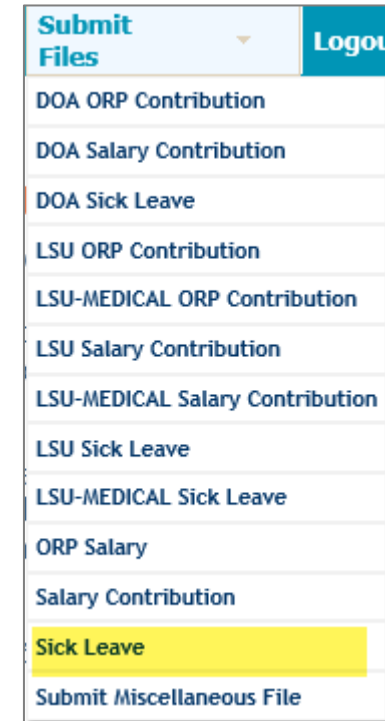 Submit
Files
Logou
DOA ORP Contribution
DOA Salary Contribution
DOA Sick Leave
LSU ORP Contribution
LSU-MEDICAL ORP Contribution
LSU Salary Contribution
LSU-MEDICAL Salary Contribution
LSU Sick Leave
LSU-MEDICAL Sick Leave
ORP Salary
Salary Contribution
Sick Leave
Submit Miscellaneous File